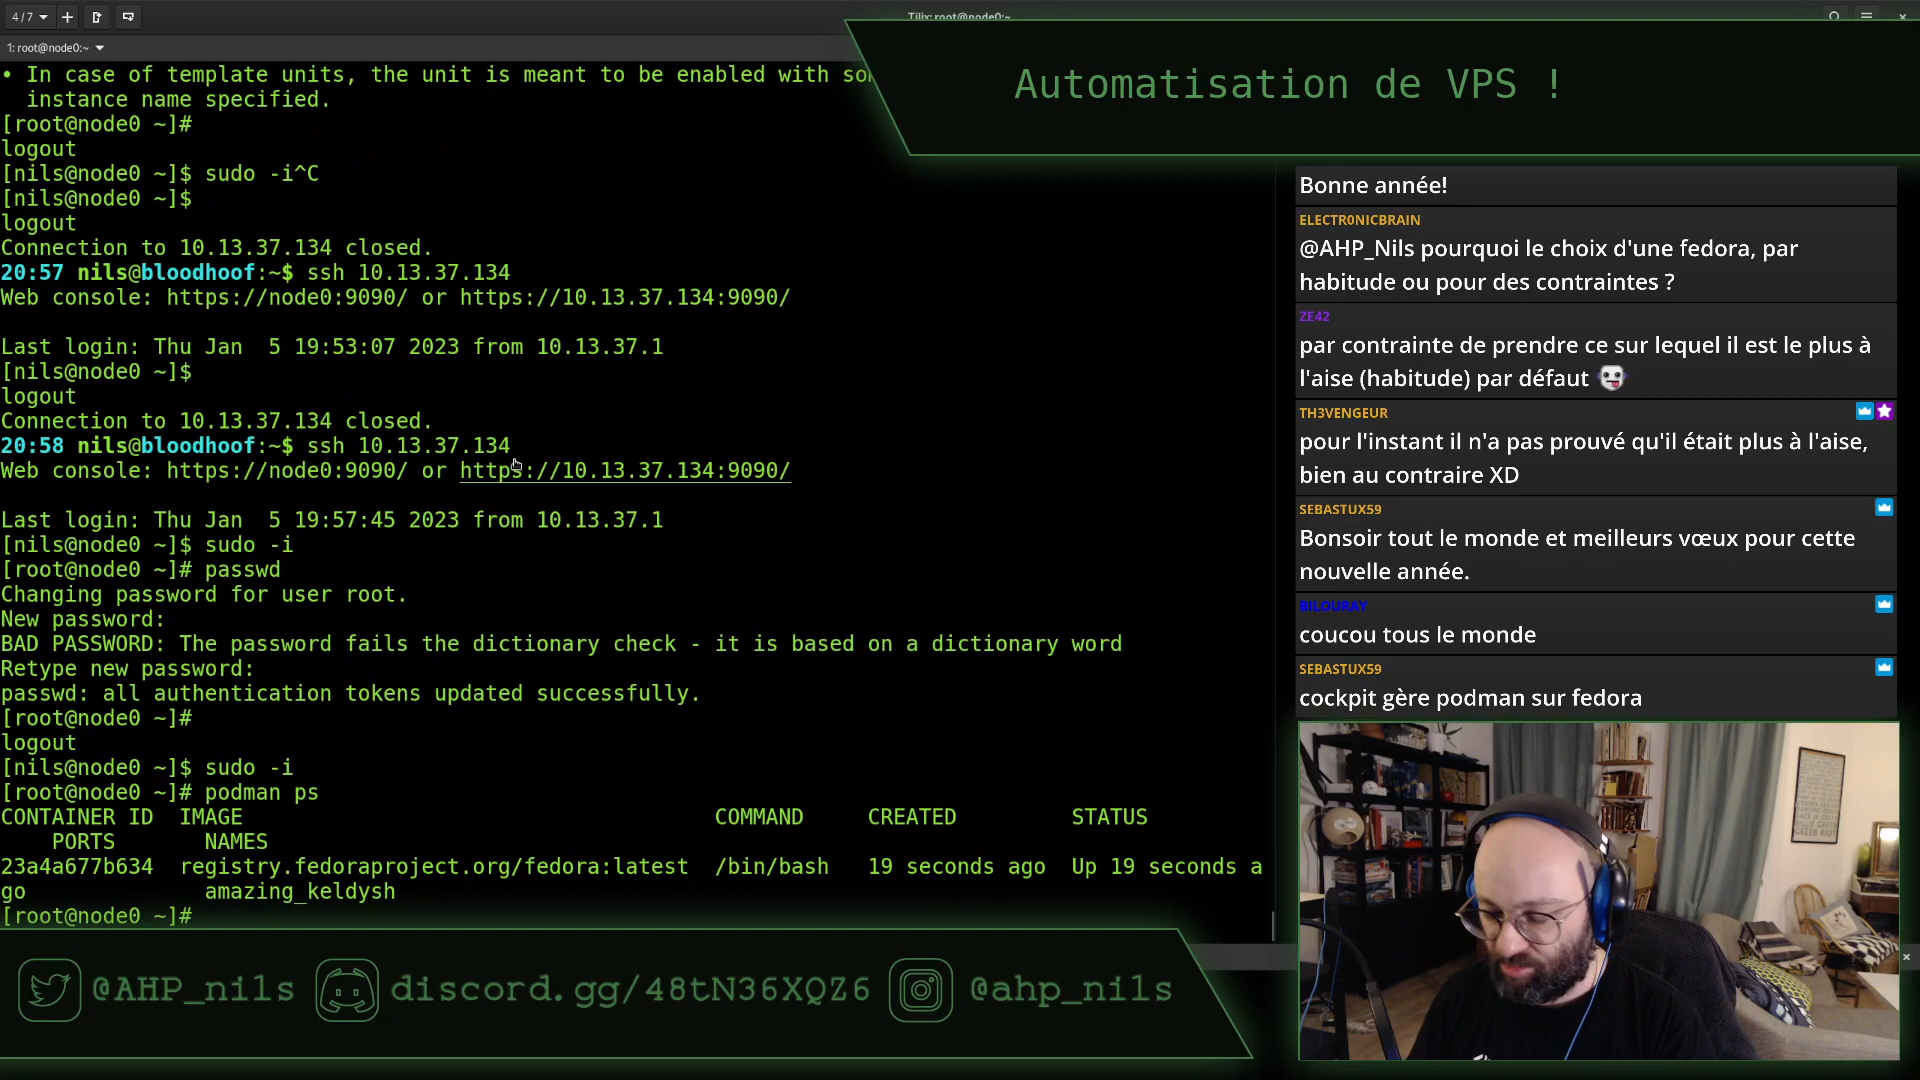 4 / 7
Tilix: root@node0:~
1: root@node0:~
• In case of template units, the unit is meant to be enabled with so
instance name specified.
[root@node0 ~]#
logout
[nils@node0 ~]$ sudo -i^C
[nils@node0 ~]$
logout
Connection to 10.13.37.134 closed.
20:57 nils@bloodhoof:~$ ssh 10.13.37.134
Web console: https://node0:9090/ or https://10.13.37.134:9090/
Last login: Thu Jan  5 19:53:07 2023 from 10.13.37.1
[nils@node0 ~]$
logout
Connection to 10.13.37.134 closed.
20:58 nils@bloodhoof:~$ ssh 10.13.37.134
Web console: https://node0:9090/ or https://10.13.37.134:9090/
Last login: Thu Jan  5 19:57:45 2023 from 10.13.37.1
[nils@node0 ~]$ sudo -i
[root@node0 ~]# passwd
Changing password for user root.
New password:
BAD PASSWORD: The password fails the dictionary check - it is based on a dictionary word
Retype new password:
passwd: all authentication tokens updated successfully.
[root@node0 ~]#
logout
[nils@node0 ~]$ sudo -i
[root@node0 ~]# podman ps
CONTAINER ID  IMAGE                                     COMMAND     CREATED         STATUS
PORTS       NAMES
23a4a677b634  registry.fedoraproject.org/fedora:latest  /bin/bash   19 seconds ago  Up 19 seconds a
go              amazing_keldysh
[root@node0 ~]#
Automatisation de VPS !
Bonne année!
ELECTR0NICBRAIN
@AHP_Nils pourquoi le choix d'une fedora, par
habitude ou pour des contraintes ?
ZE42
par contrainte de prendre ce sur lequel il est le plus à
l'aise (habitude) par défaut
TH3VENGEUR
pour l'instant il n'a pas prouvé qu'il était plus à l'aise,
bien au contraire XD
SEBASTUX59
Bonsoir tout le monde et meilleurs vœux pour cette
nouvelle année.
BILOURAY
coucou tous le monde
SEBASTUX59
cockpit gère podman sur fedora
@AHP_nils
discord.gg/48tN36XQZ6
@ahp_nils